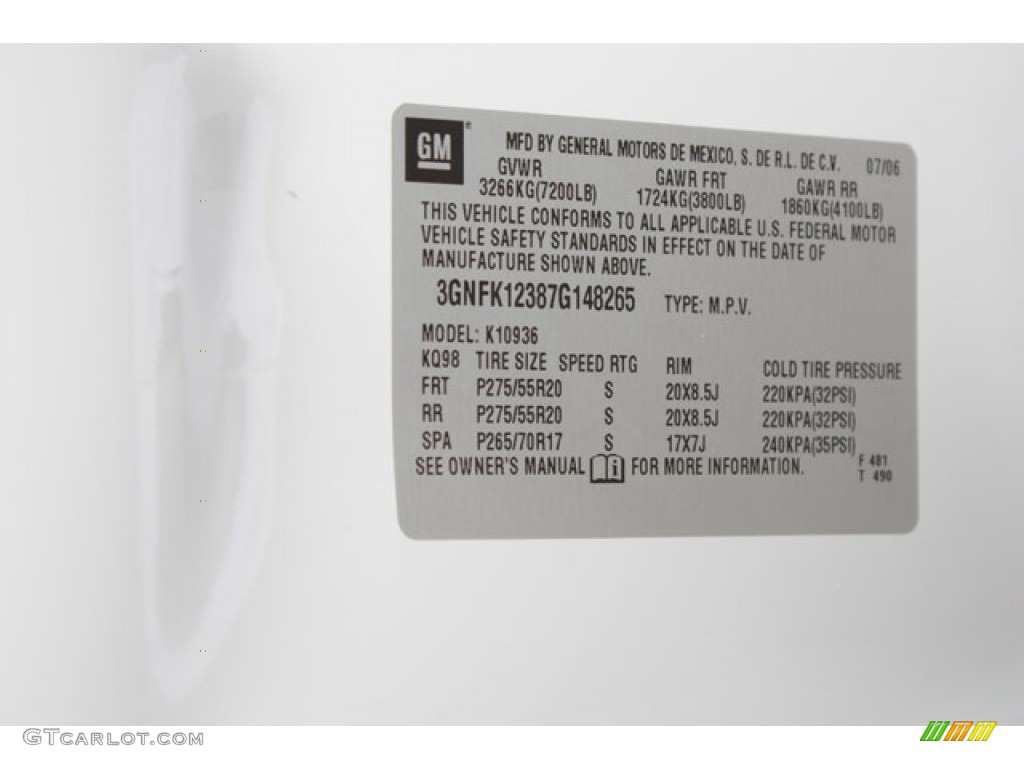 GM
MFD BY GENERAL MOTORS DE MEXICO, S. DE R.L. DE C.V. 07/06
GVWR GAWR FRT GAWR RR
3266KG(7200LB) 1724KG(3800LB) 1860KG(4100LB)
THIS VEHICLE CONFORMS TO ALL APPLICABLE U.S. FEDERAL MOTOR
VEHICLE SAFETY STANDARDS IN EFFECT ON THE DATE OF
MANUFACTURE SHOWN ABOVE.
3GNFK12387G148265 TYPE: M.P.V.
MODEL: K10936
KQ98 TIRE SIZE SPEED RTG RIM COLD TIRE PRESSURE
FRT P275/55R20 S 20X8.5J 220KPA(32PSI)
RR P275/55R20 S 20X8.5J 220KPA(32PSI)
SPA P265/70R17 S 17X7J 240KPA(35PSI)
SEE OWNER'S MANUAL i FOR MORE INFORMATION. F 481
T 490
GTCARLOT.COM